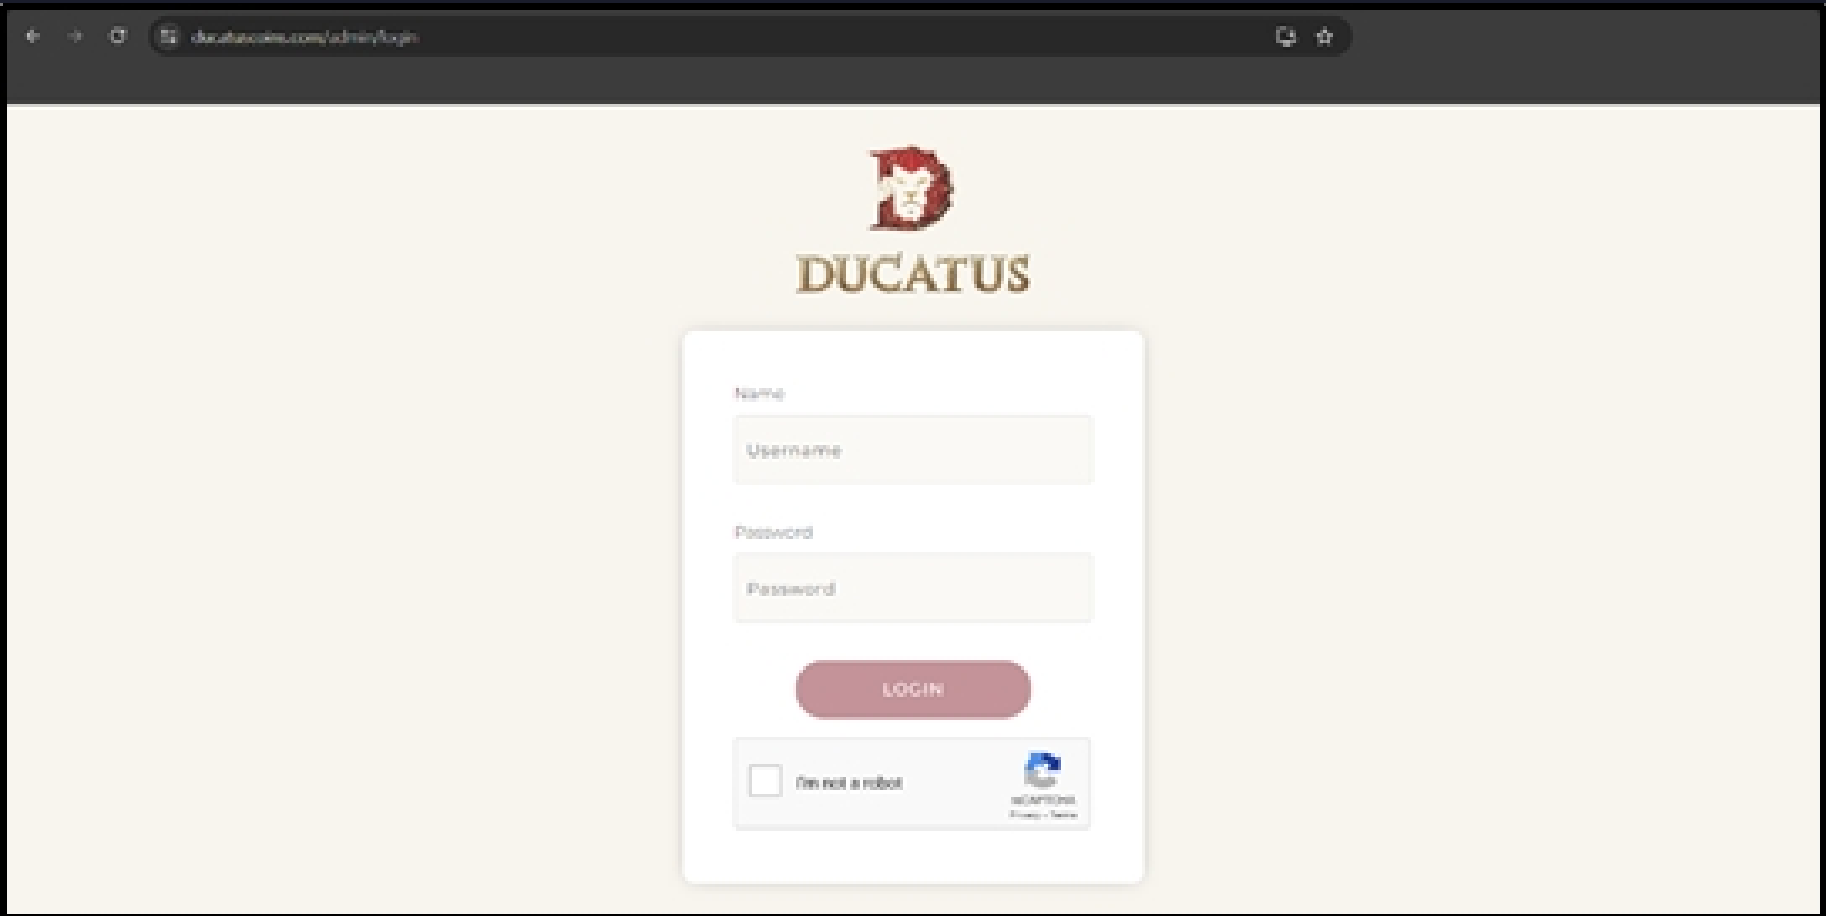 ducatuscoins.com/admin/login
DUCATUS
Name
Username
Password
Password
LOGIN
I'm not a robot
reCAPTCHA
Privacy - Terms